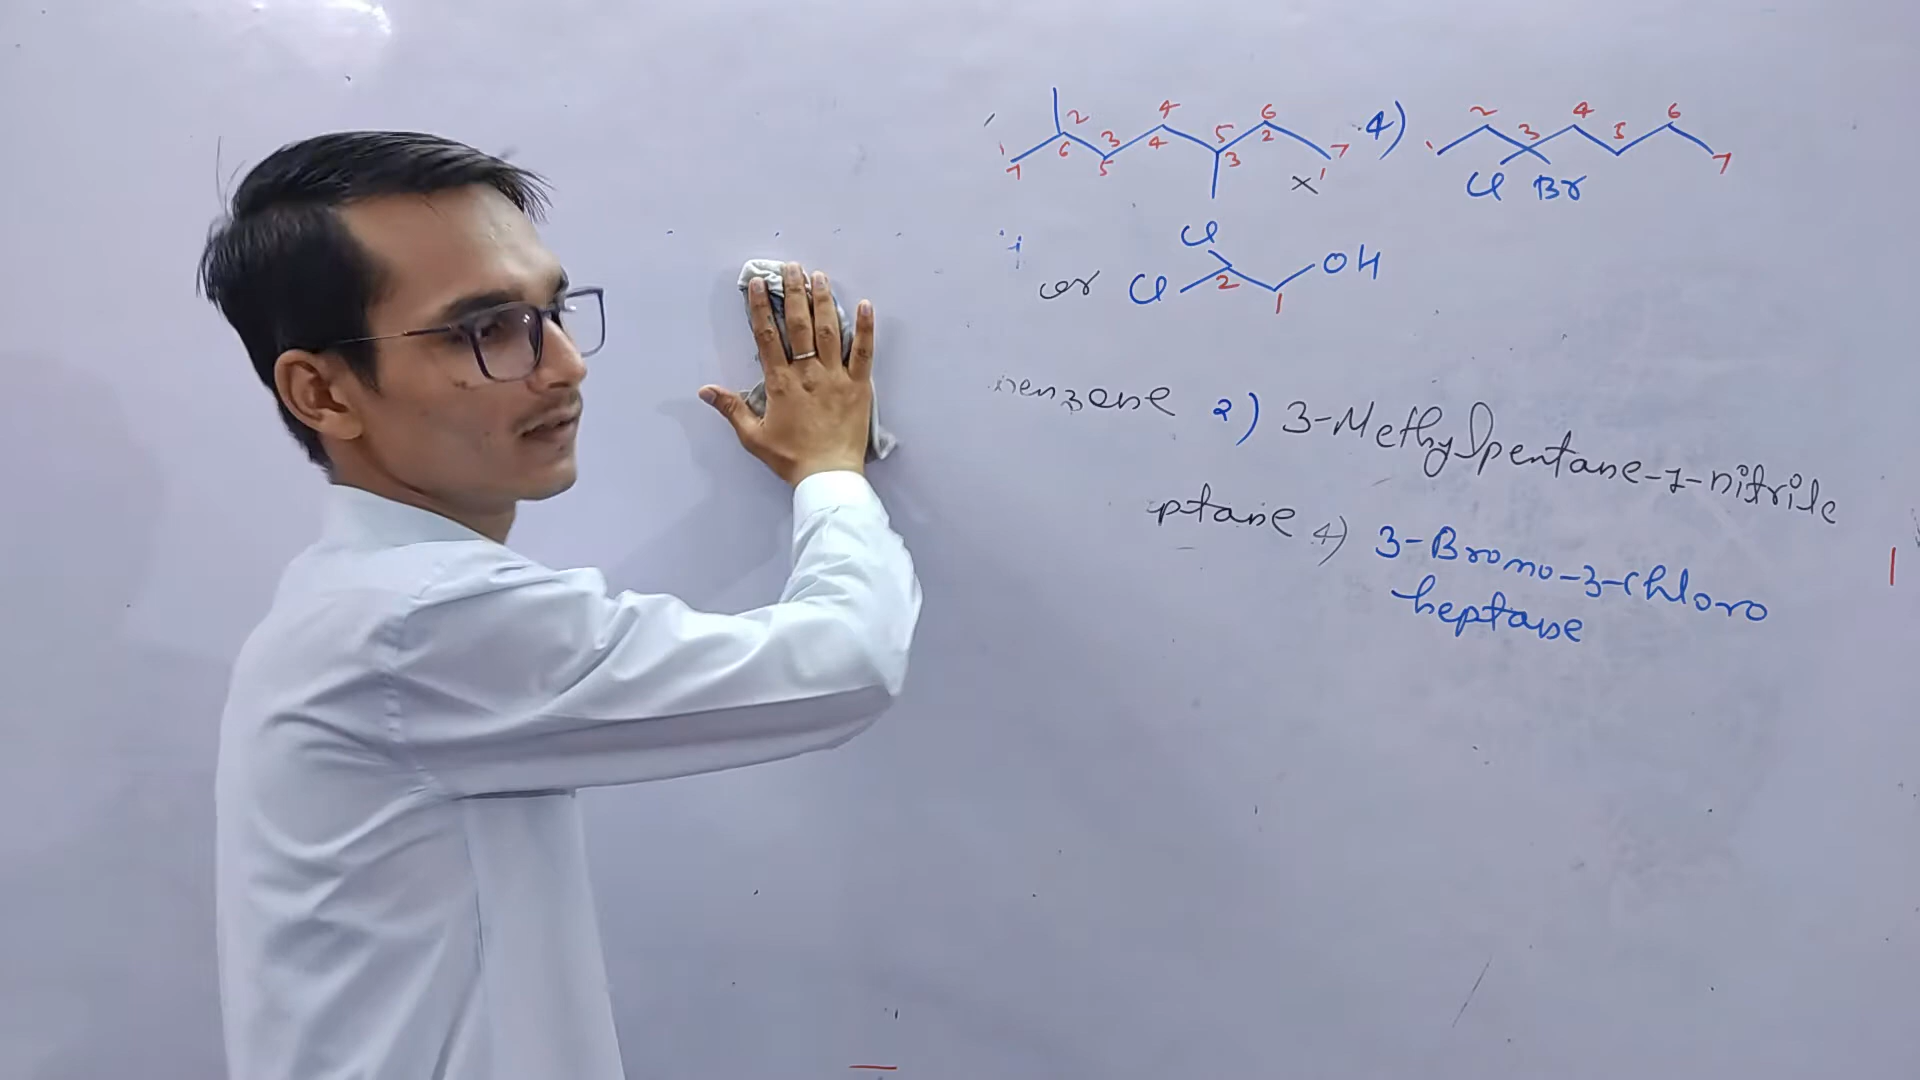 1 2 3 4 5 6 7
7 6 5 4 3 2 1 ×
4) 1 2 3 4 5 6 7
Cl Br
Cl
or Cl 2 1 OH
benzene 2) 3-Methylpentane-1-nitrile
ptane 4) 3-Bromo-3-chloro
heptane